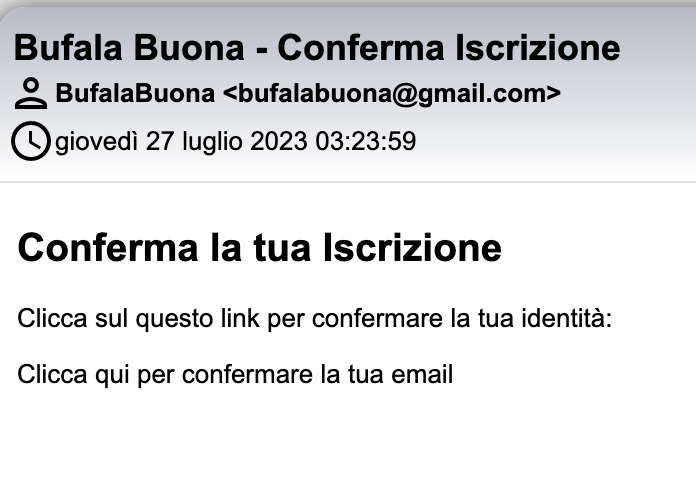 Bufala Buona - Conferma Iscrizione
BufalaBuona <bufalabuona@gmail.com>
giovedì 27 luglio 2023 03:23:59
Conferma la tua Iscrizione
Clicca sul questo link per confermare la tua identità:
Clicca qui per confermare la tua email